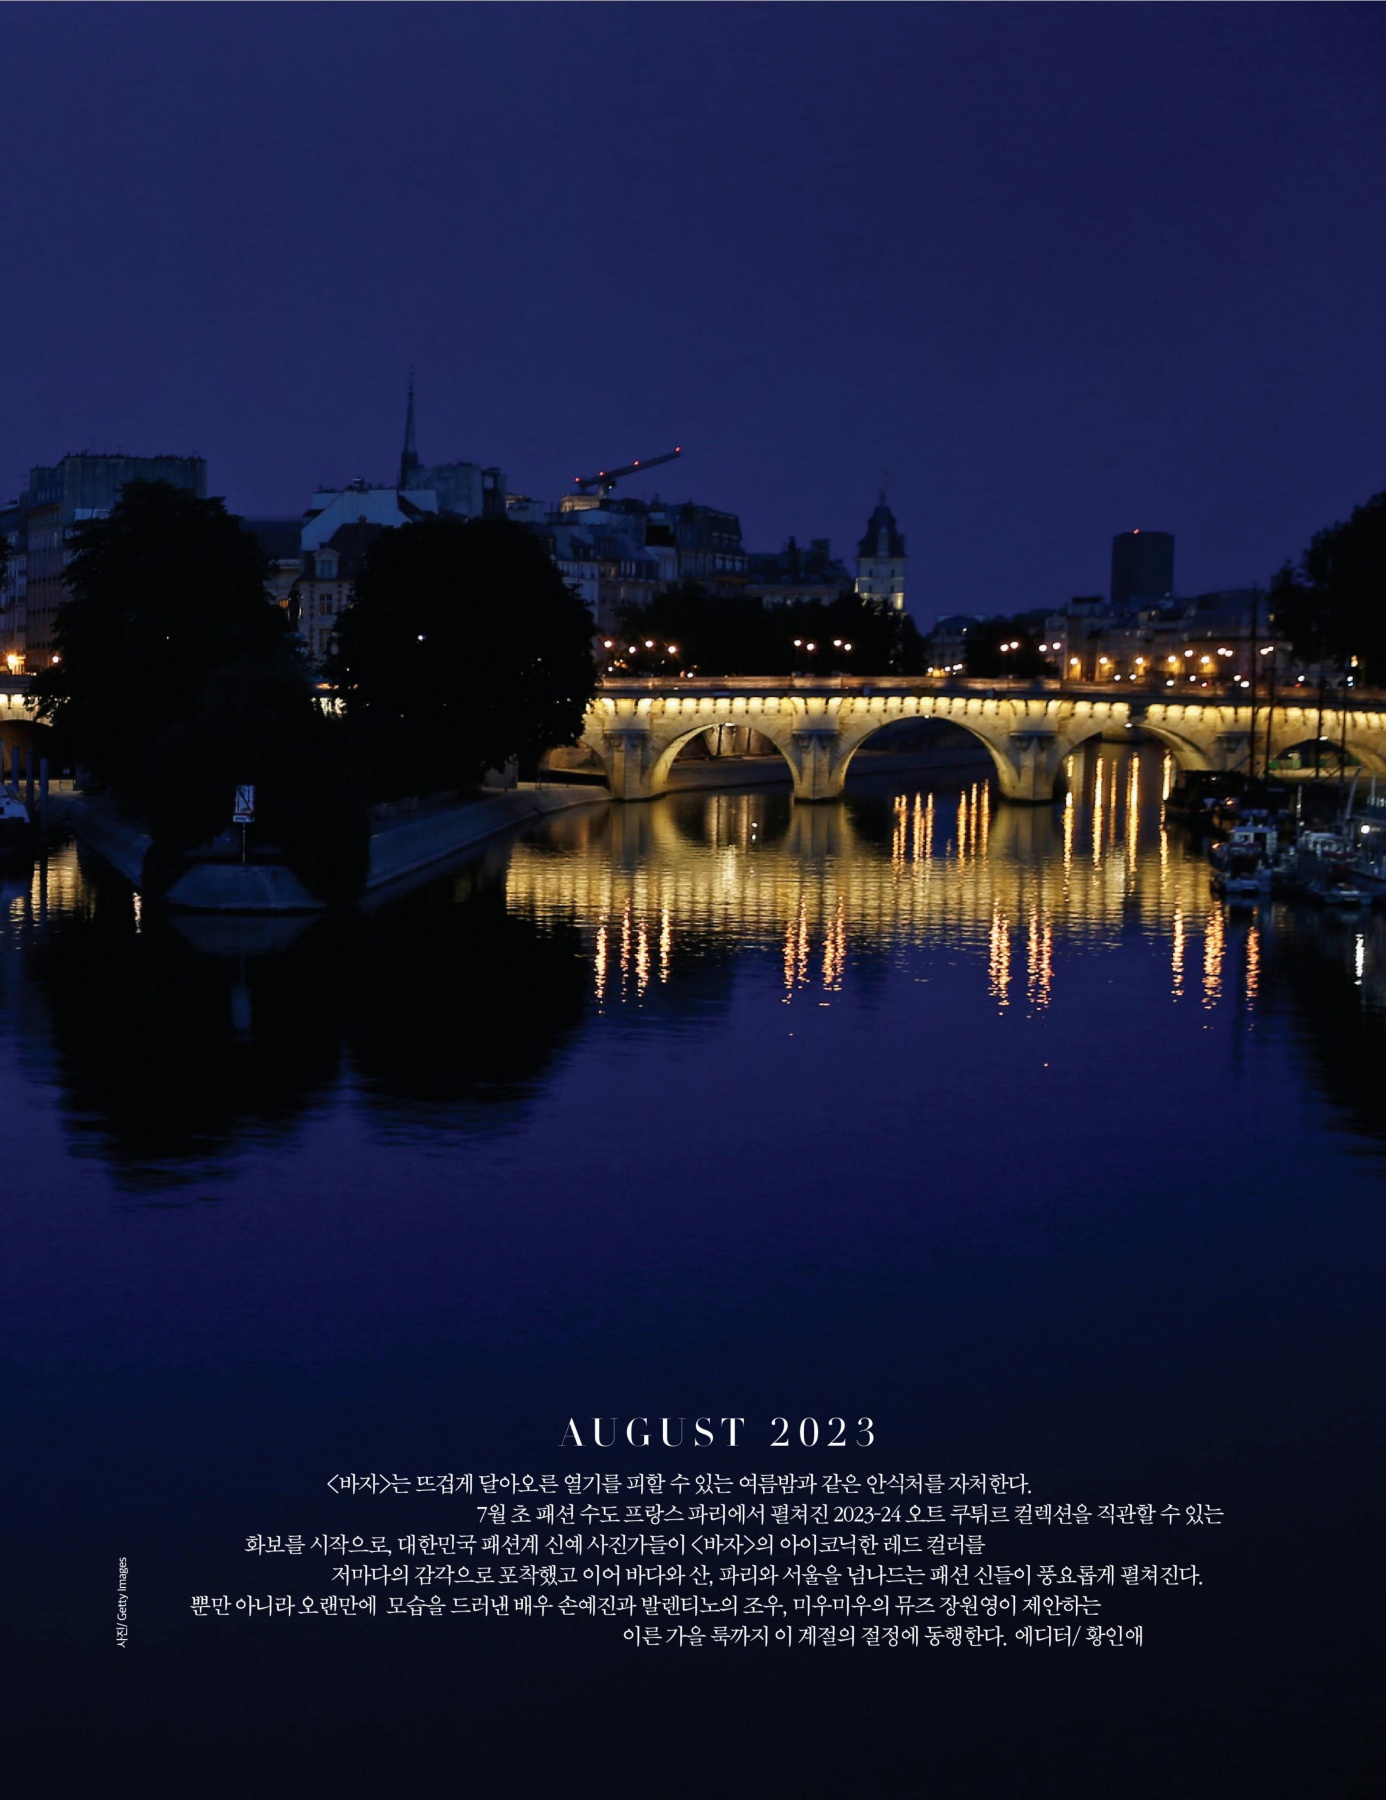 AUGUST 2023
<바자>는 뜨겁게 달아오른 열기를 피할 수 있는 여름밤과 같은 안식처를 자처한다.
7월 초 패션 수도 프랑스 파리에서 펼쳐진 2023-24 오트 쿠튀르 컬렉션을 직관할 수 있는
화보를 시작으로, 대한민국 패션계 신예 사진가들이 <바자>의 아이코닉한 레드 컬러를
저마다의 감각으로 포착했고 이어 바다와 산, 파리와 서울을 넘나드는 패션 신들이 풍요롭게 펼쳐진다.
뿐만 아니라 오랜만에 모습을 드러낸 배우 손예진과 발렌티노의 조우, 미우미우의 뮤즈 장원영이 제안하는
이른 가을 룩까지 이 계절의 절정에 동행한다. 에디터/ 황인애
사진/ Getty Images